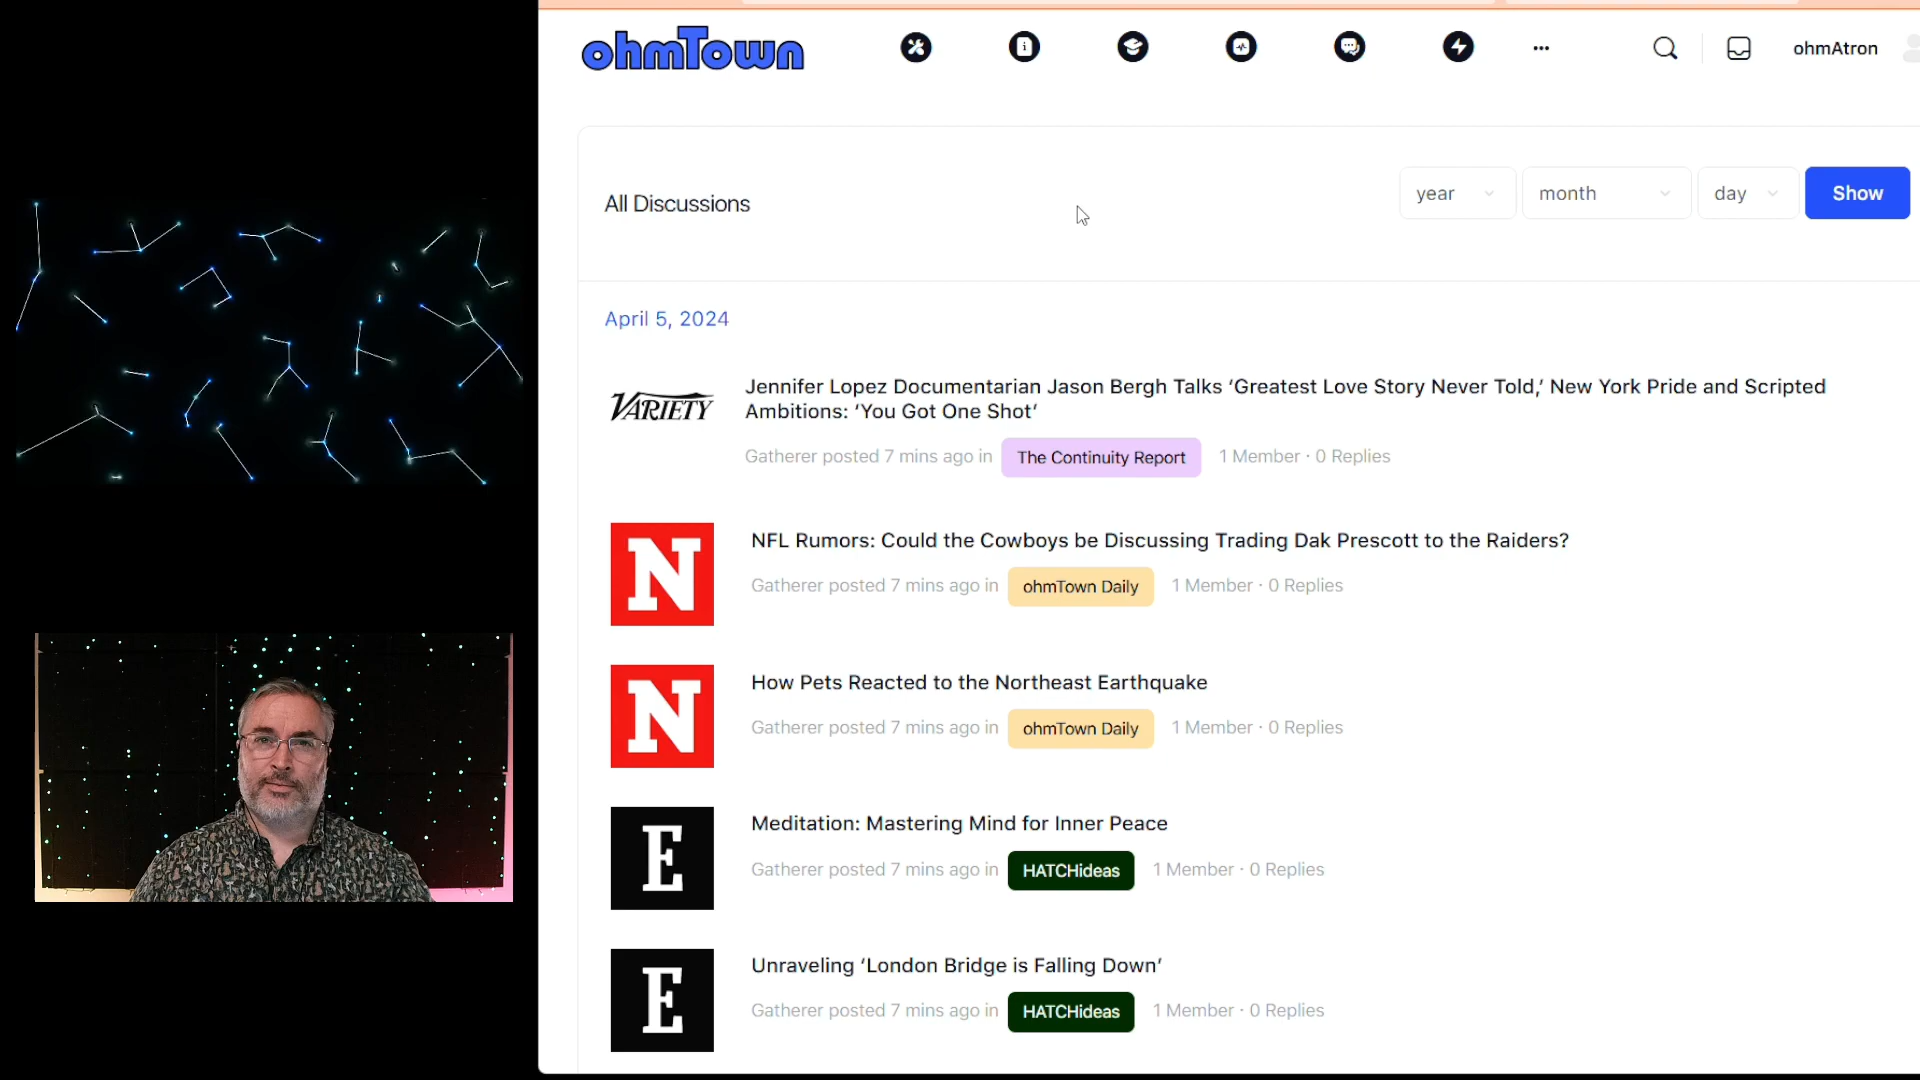 ohmTown
ohmAtron
All Discussions
year
month
day
Show
April 5, 2024
VARIETY
Jennifer Lopez Documentarian Jason Bergh Talks ‘Greatest Love Story Never Told,’ New York Pride and Scripted
Ambitions: ‘You Got One Shot’
Gatherer posted 7 mins ago in The Continuity Report 1 Member · 0 Replies
N
NFL Rumors: Could the Cowboys be Discussing Trading Dak Prescott to the Raiders?
Gatherer posted 7 mins ago in ohmTown Daily 1 Member · 0 Replies
N
How Pets Reacted to the Northeast Earthquake
Gatherer posted 7 mins ago in ohmTown Daily 1 Member · 0 Replies
E
Meditation: Mastering Mind for Inner Peace
Gatherer posted 7 mins ago in HATCHideas 1 Member · 0 Replies
E
Unraveling ‘London Bridge is Falling Down’
Gatherer posted 7 mins ago in HATCHideas 1 Member · 0 Replies